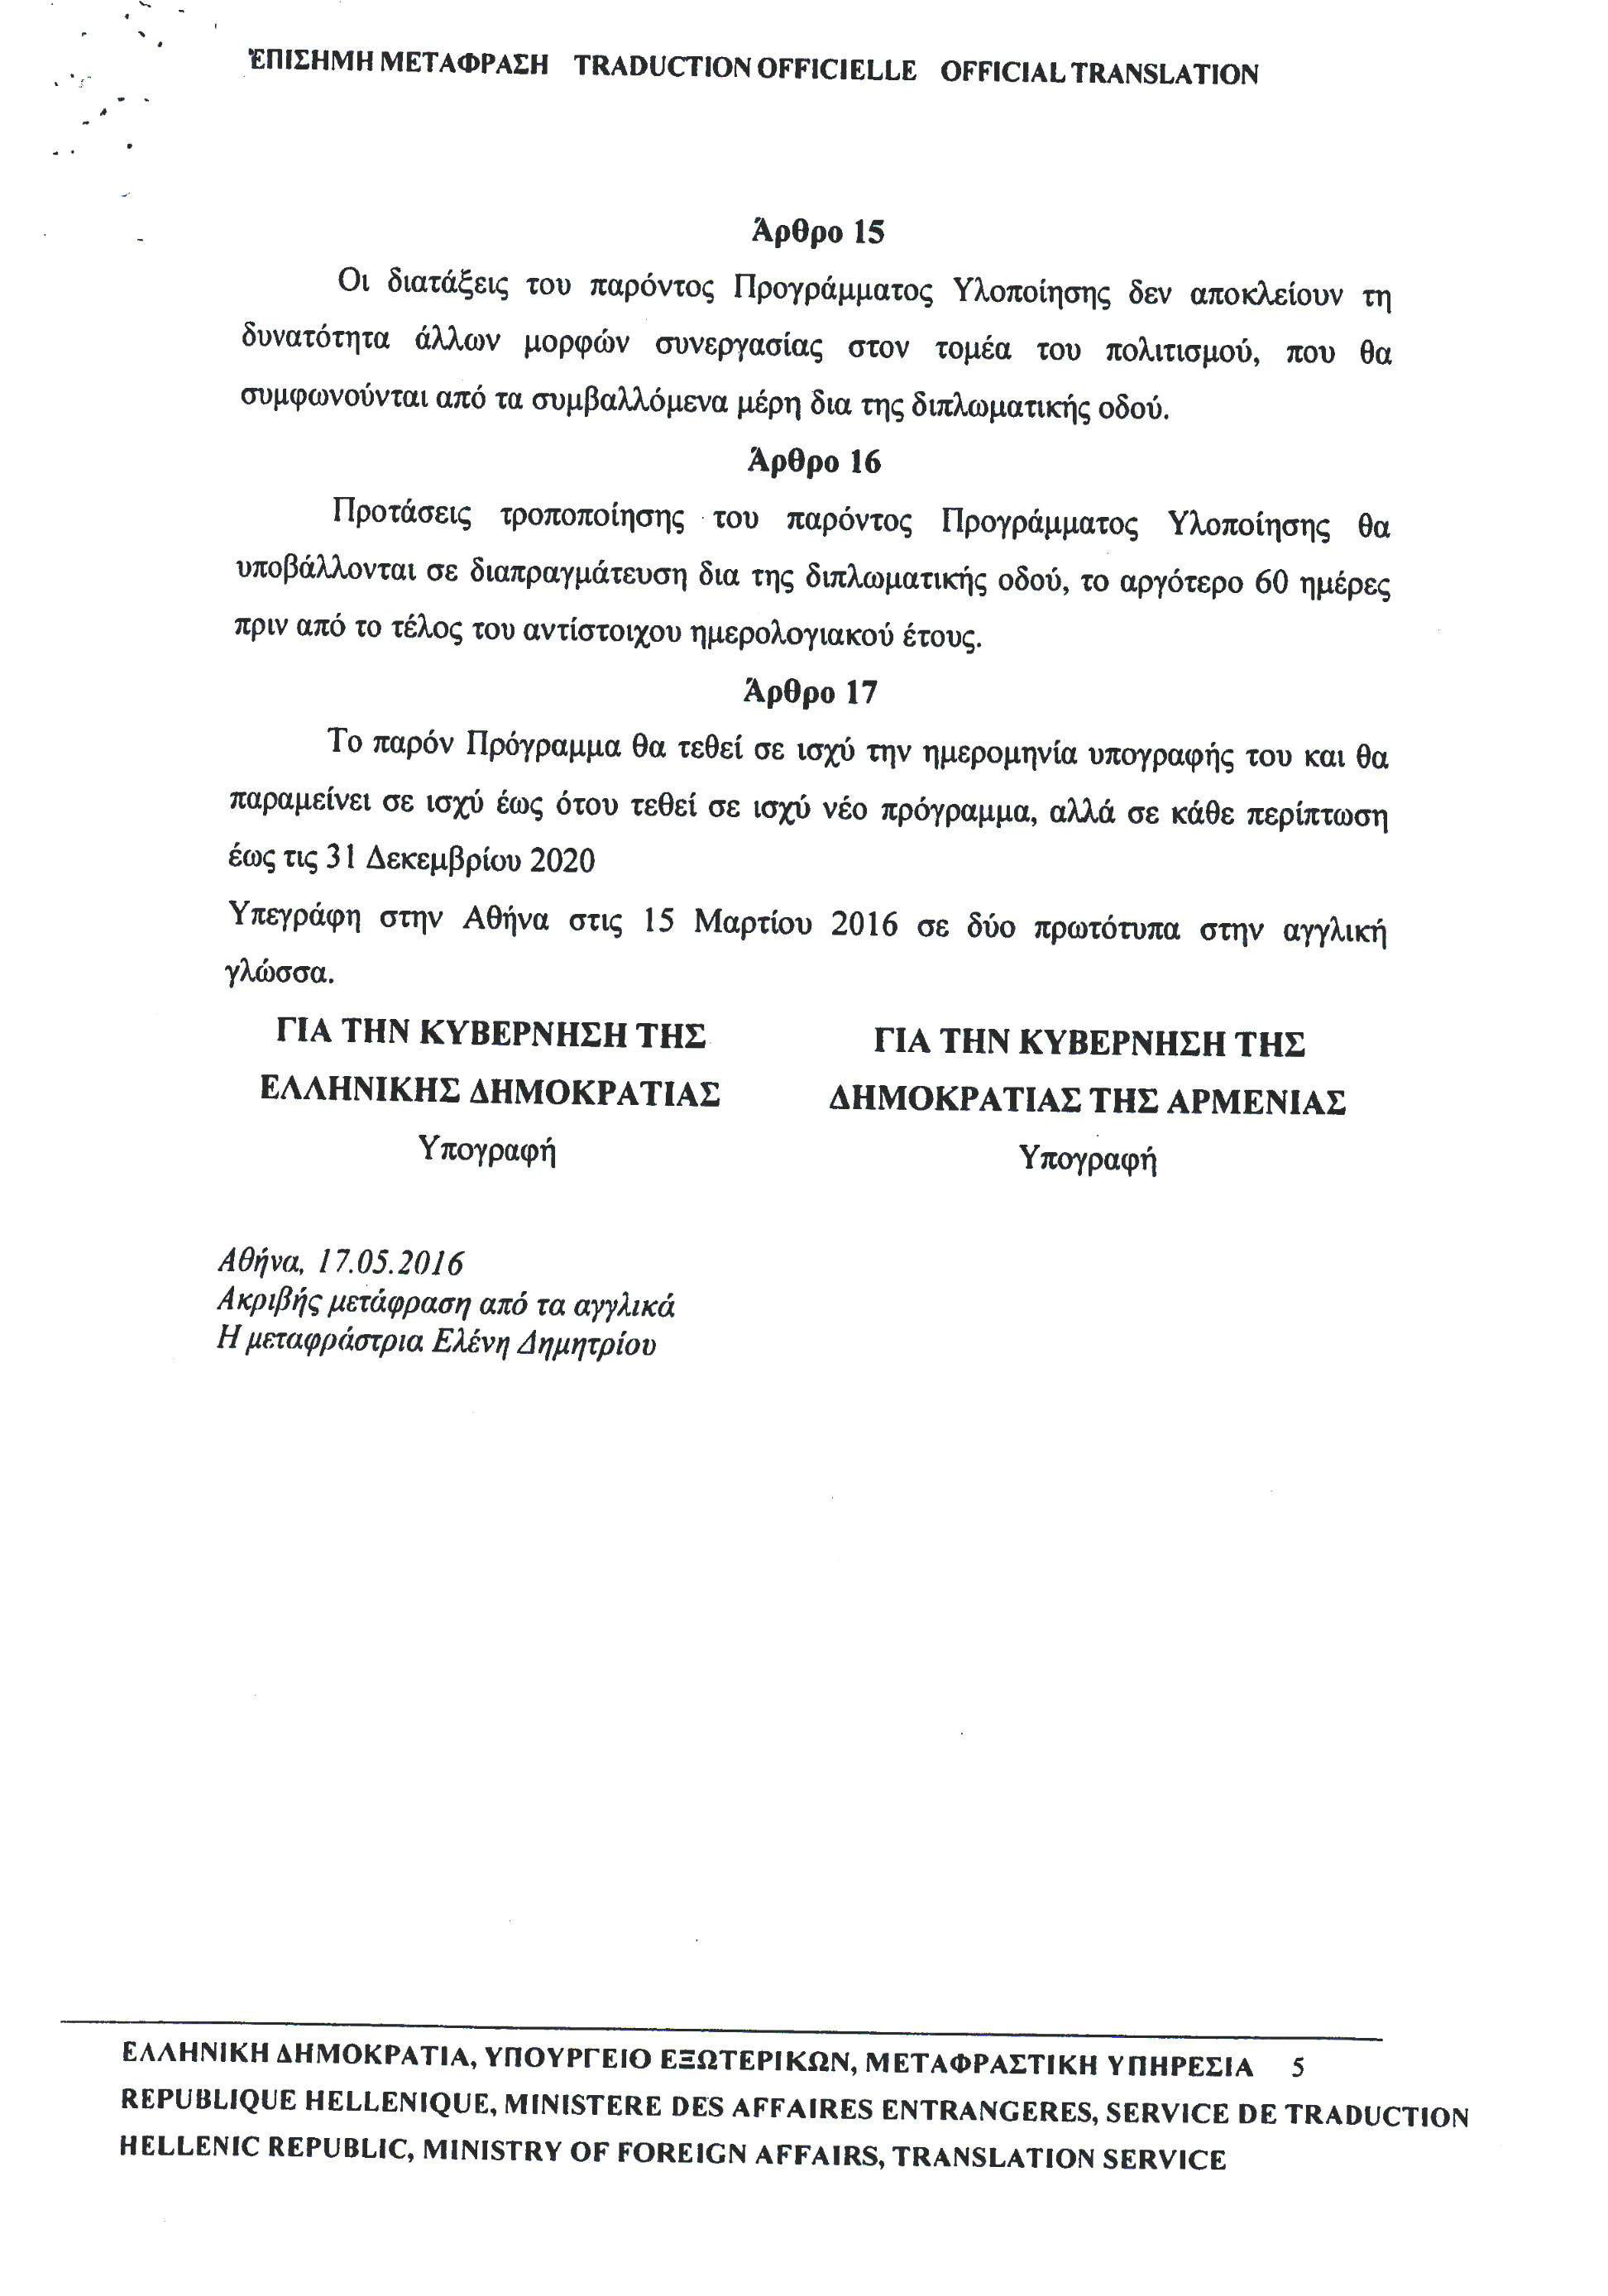 ἘΠΙΣΗΜΗ ΜΕΤΑΦΡΑΣΗ TRADUCTION OFFICIELLE OFFICIAL TRANSLATION
Άρθρο 15
Οι διατάξεις του παρόντος Προγράμματος Υλοποίησης δεν αποκλείουν τη
δυνατότητα άλλων μορφών συνεργασίας στον τομέα του πολιτισμού, που θα
συμφωνούνται από τα συμβαλλόμενα μέρη δια της διπλωματικής οδού.
Άρθρο 16
Προτάσεις τροποποίησης του παρόντος Προγράμματος Υλοποίησης θα
υποβάλλονται σε διαπραγμάτευση δια της διπλωματικής οδού, το αργότερο 60 ημέρες
πριν από το τέλος του αντίστοιχου ημερολογιακού έτους.
Άρθρο 17
Το παρόν Πρόγραμμα θα τεθεί σε ισχύ την ημερομηνία υπογραφής του και θα
παραμείνει σε ισχύ έως ότου τεθεί σε ισχύ νέο πρόγραμμα, αλλά σε κάθε περίπτωση
έως τις 31 Δεκεμβρίου 2020
Υπεγράφη στην Αθήνα στις 15 Μαρτίου 2016 σε δύο πρωτότυπα στην αγγλική
γλώσσα.
ΓΙΑ ΤΗΝ ΚΥΒΕΡΝΗΣΗ ΤΗΣ ΓΙΑ ΤΗΝ ΚΥΒΕΡΝΗΣΗ ΤΗΣ
ΕΛΛΗΝΙΚΗΣ ΔΗΜΟΚΡΑΤΙΑΣ ΔΗΜΟΚΡΑΤΙΑΣ ΤΗΣ ΑΡΜΕΝΙΑΣ
Υπογραφή Υπογραφή
Αθήνα, 17.05.2016
Ακριβής μετάφραση από τα αγγλικά
Η μεταφράστρια Ελένη Δημητρίου
ΕΛΛΗΝΙΚΗ ΔΗΜΟΚΡΑΤΙΑ, ΥΠΟΥΡΓΕΙΟ ΕΞΩΤΕΡΙΚΩΝ, ΜΕΤΑΦΡΑΣΤΙΚΗ ΥΠΗΡΕΣΙΑ 5
REPUBLIQUE HELLENIQUE, MINISTERE DES AFFAIRES ENTRANGERES, SERVICE DE TRADUCTION
HELLENIC REPUBLIC, MINISTRY OF FOREIGN AFFAIRS, TRANSLATION SERVICE